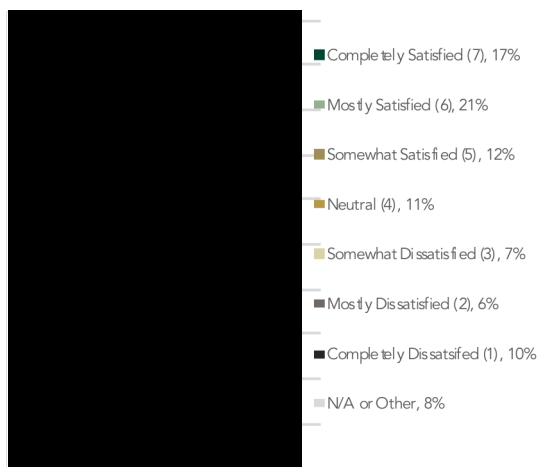 Completely Satisfied (7), 17%
Mostly Satisfied (6), 21%
Somewhat Satisfied (5), 12%
Neutral (4), 11%
Somewhat Dissatisfied (3), 7%
Mostly Dissatisfied (2), 6%
Completely Dissatsifed (1), 10%
N/A or Other, 8%